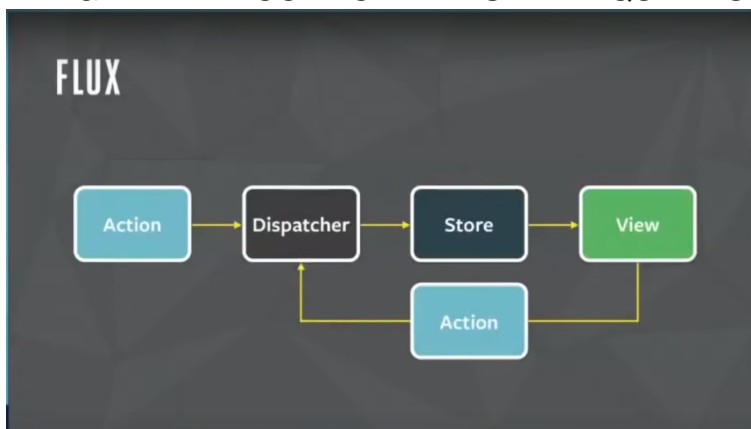 FLUX
Action
Dispatcher
Store
View
Action